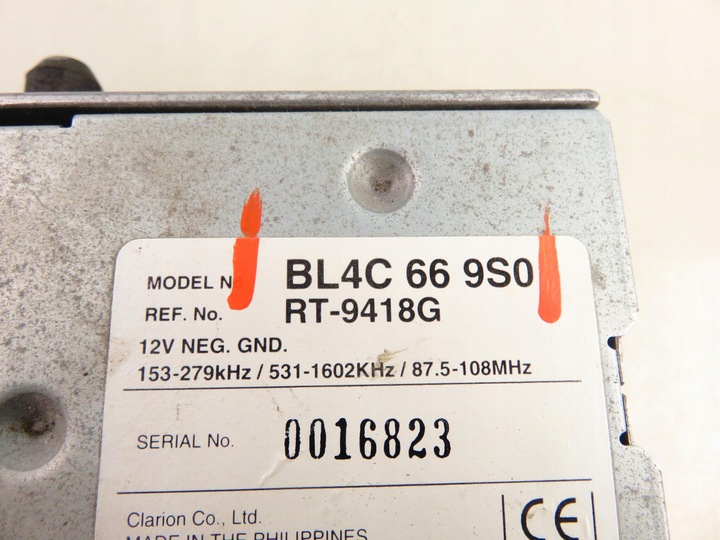 MODEL No. BL4C 66 9S0
REF. No. RT-9418G
12V NEG. GND.
153-279kHz / 531-1602KHz / 87.5-108MHz
SERIAL No. 0016823
Clarion Co., Ltd.
MADE IN THE PHILIPPINES
CE